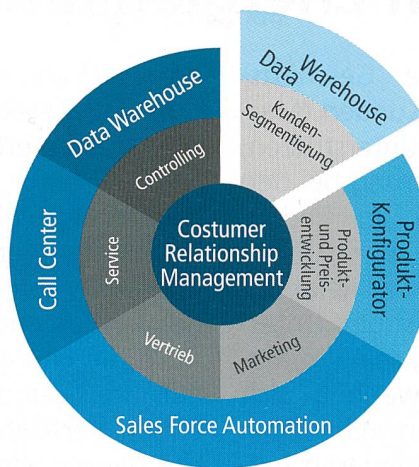 Data Warehouse
Kunden-
Segmentierung
Produkt-
Konfigurator
Produkt-
und Preis-
entwicklung
Sales Force Automation
Marketing
Vertrieb
Call Center
Service
Data Warehouse
Controlling
Costumer
Relationship
Management